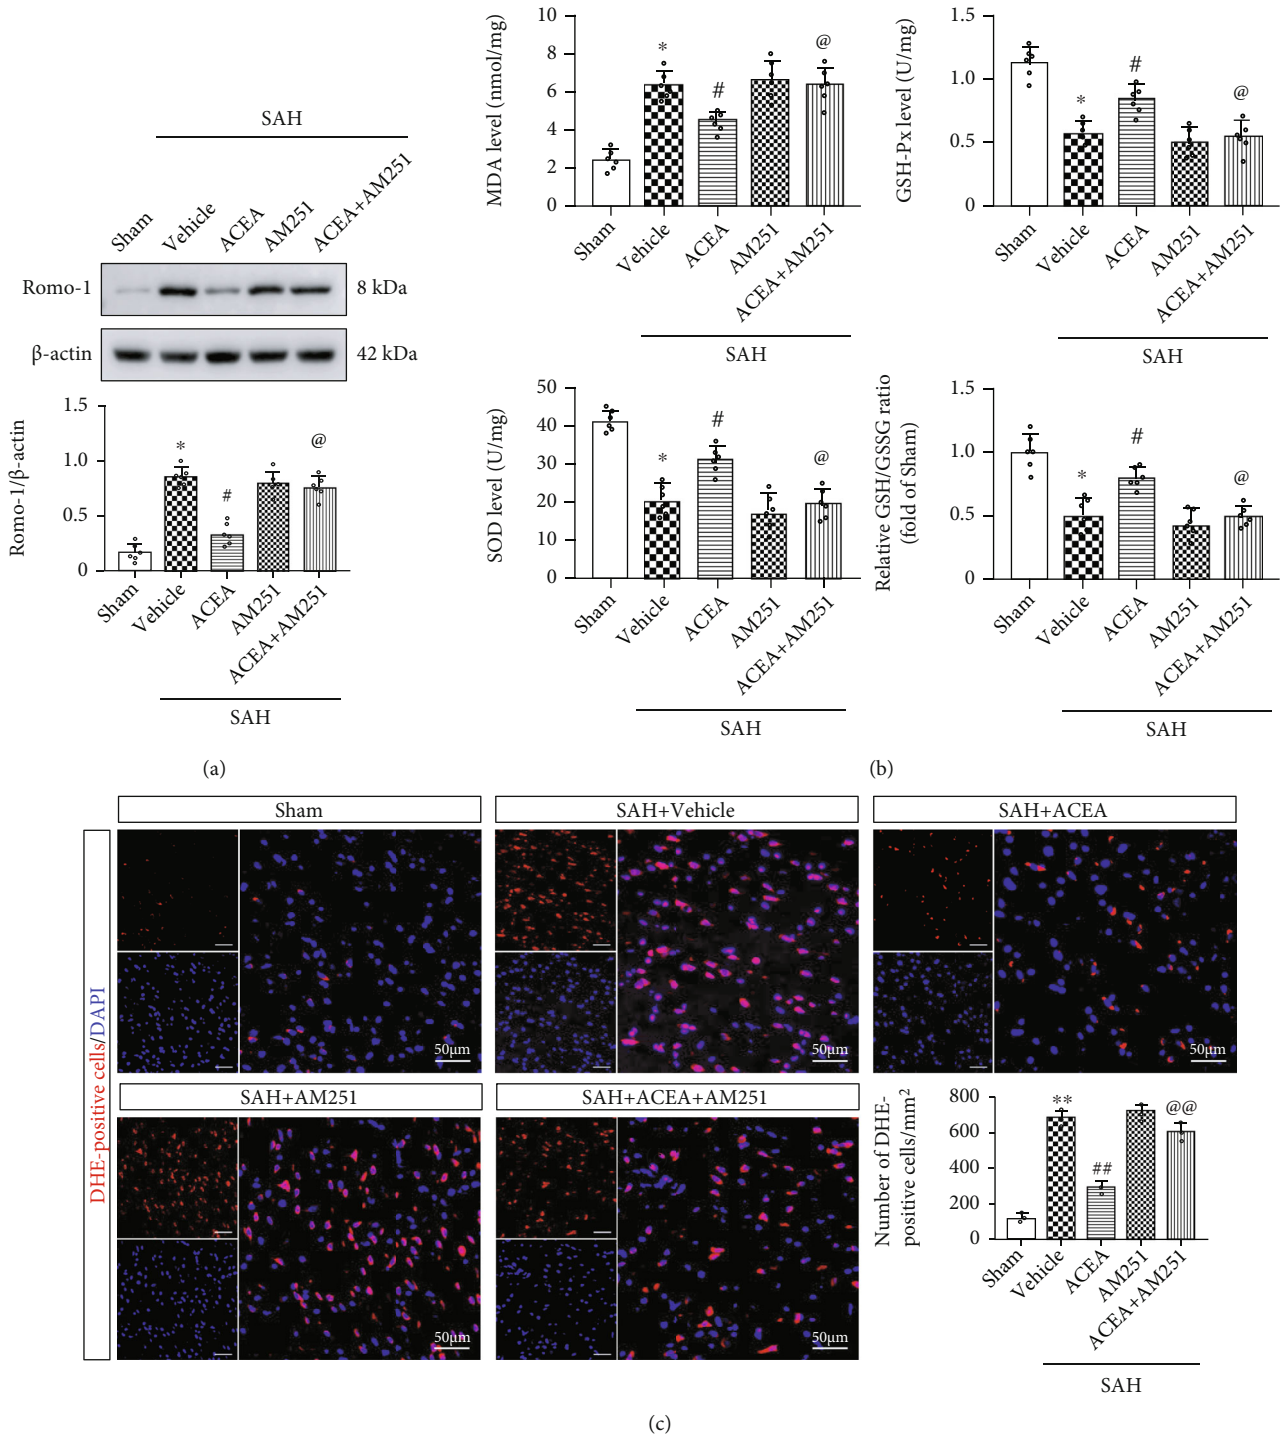 SAH
Sham
Vehicle
ACEA
AM251
ACEA+AM251
Romo-1
8 kDa
β-actin
42 kDa
Romo-1/β-actin
1.5
1.0
0.5
0
*
#
@
Sham
Vehicle
ACEA
AM251
ACEA+AM251
SAH
(a)
MDA level (nmol/mg)
10
8
6
4
2
0
*
#
@
Sham
Vehicle
ACEA
AM251
ACEA+AM251
SAH
GSH-Px level (U/mg)
1.5
1.0
0.5
0
*
#
@
Sham
Vehicle
ACEA
AM251
ACEA+AM251
SAH
SOD level (U/mg)
50
40
30
20
10
0
*
#
@
Sham
Vehicle
ACEA
AM251
ACEA+AM251
SAH
Relative GSH/GSSG ratio
(fold of Sham)
1.5
1.0
0.5
0
*
#
@
Sham
Vehicle
ACEA
AM251
ACEA+AM251
SAH
(b)
DHE-positive cells/DAPI
Sham
50μm
SAH+Vehicle
50μm
SAH+ACEA
50μm
SAH+AM251
50μm
SAH+ACEA+AM251
50μm
Number of DHE-
positive cells/mm²
800
600
400
200
0
**
##
@@
Sham
Vehicle
ACEA
AM251
ACEA+AM251
SAH
(c)